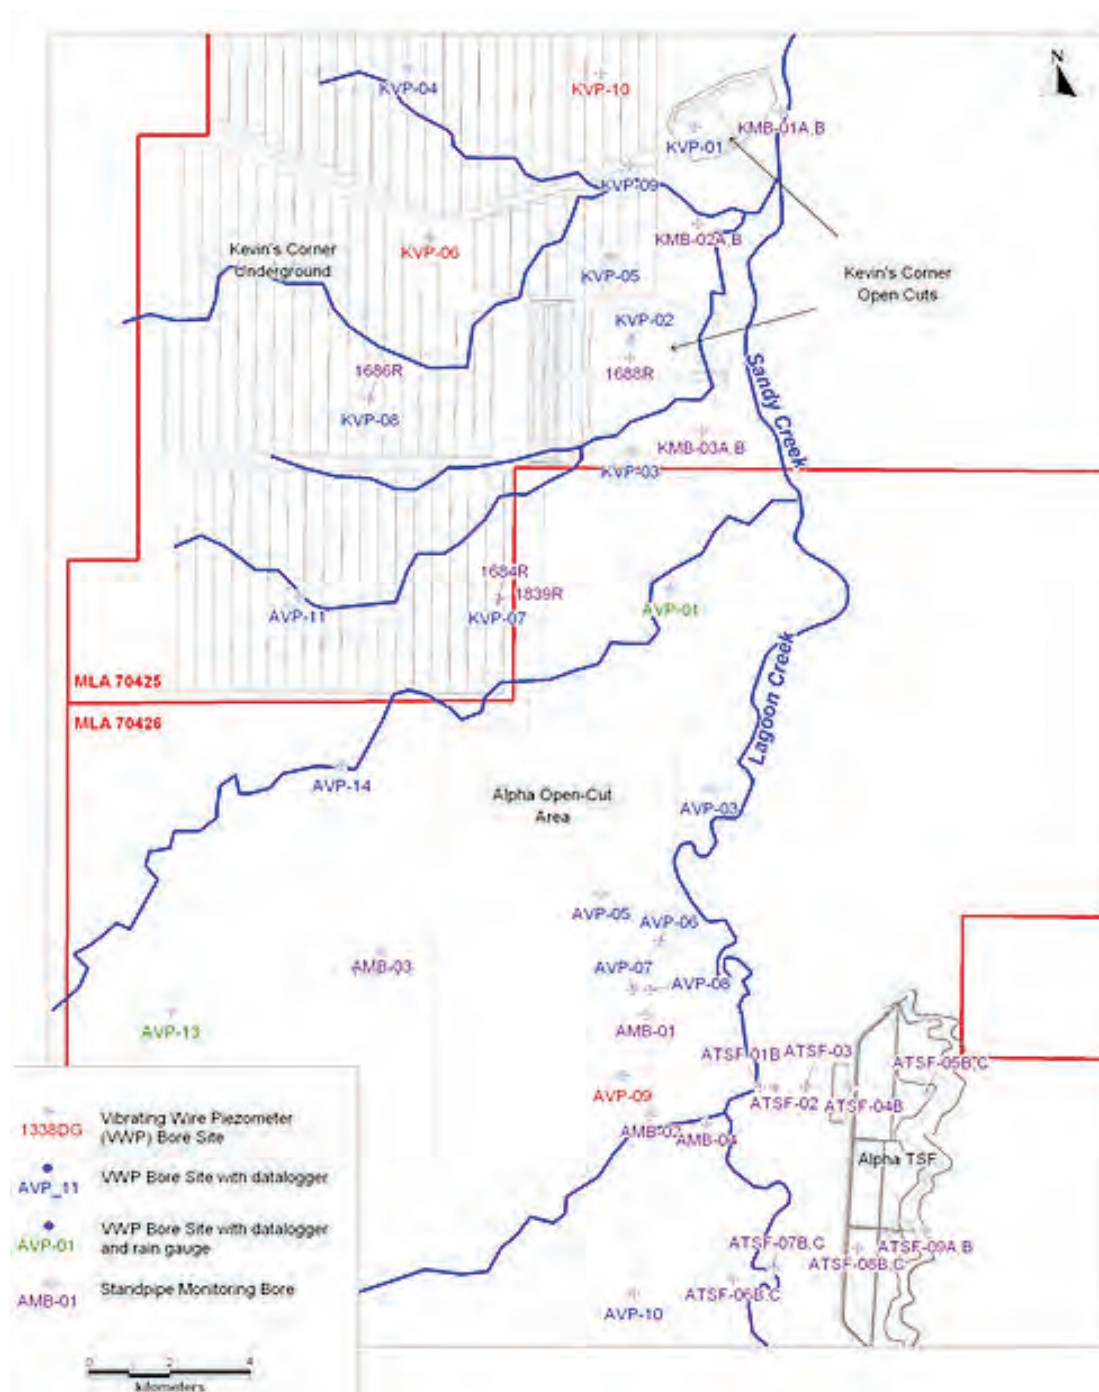 N
KVP-04
KVP-10
KMB-01A,B
KVP-01
KVP-09
KMB-02A,B
Kevin's Corner
Underground
KVP-06
KVP-05
Kevin's Corner
Open Cuts
KVP-02
1686R
1688R
Sandy Creek
KVP-08
KMB-03A,B
KVP-03
1684R
1839R
AVP-11
KVP-07
AVP-01
MLA 70425
MLA 70426
Lagoon Creek
AVP-14
Alpha Open-Cut
Area
AVP-03
AVP-05
AVP-06
AMB-03
AVP-07
AVP-08
AVP-13
AMB-01
ATSF-01B
ATSF-03
ATSF-05B,C
AVP-09
ATSF-02
ATSF-04B
AMB-02
AMB-04
Alpha TSF
ATSF-07B,C
ATSF-09A,B
ATSF-08B,C
ATSF-06B,C
AVP-10
1338DG
Vibrating Wire Piezometer
(VWP) Bore Site
AVP_11
VWP Bore Site with datalogger
AVP-01
VWP Bore Site with datalogger
and rain gauge
AMB-01
Standpipe Monitoring Bore
0 2 4
kilometers